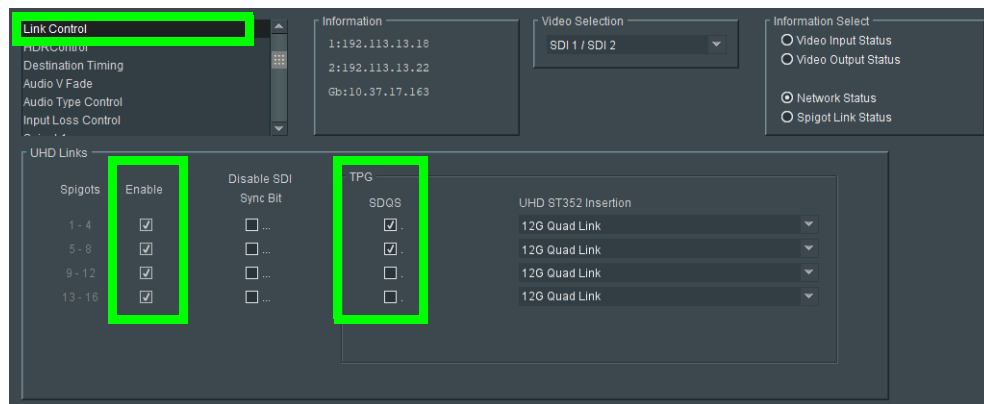 Link Control
HDRControl
Destination Timing
Audio V Fade
Audio Type Control
Input Loss Control
Information
1:192.113.13.18
2:192.113.13.22
Gb:10.37.17.163
Video Selection
SDI 1 / SDI 2
Information Select
Video Input Status
Video Output Status
Network Status
Spigot Link Status
UHD Links
Spigots
Enable
Disable SDI
Sync Bit
TPG
SDQS
UHD ST352 Insertion
1 - 4 ... . 12G Quad Link
5 - 8 ... . 12G Quad Link
9 - 12 ... . 12G Quad Link
13 - 16 ... . 12G Quad Link